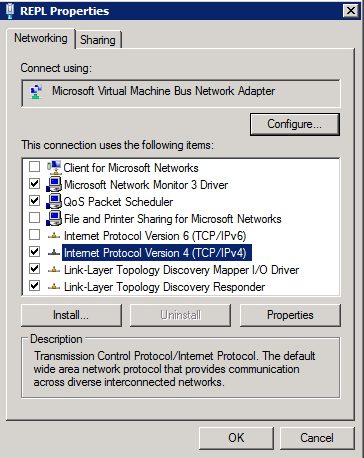 REPL Properties
Networking
Sharing
Connect using:
Microsoft Virtual Machine Bus Network Adapter
Configure...
This connection uses the following items:
Client for Microsoft Networks
Microsoft Network Monitor 3 Driver
QoS Packet Scheduler
File and Printer Sharing for Microsoft Networks
Internet Protocol Version 6 (TCP/IPv6)
Internet Protocol Version 4 (TCP/IPv4)
Link-Layer Topology Discovery Mapper I/O Driver
Link-Layer Topology Discovery Responder
Install...
Uninstall
Properties
Description
Transmission Control Protocol/Internet Protocol. The default
wide area network protocol that provides communication
across diverse interconnected networks.
OK
Cancel